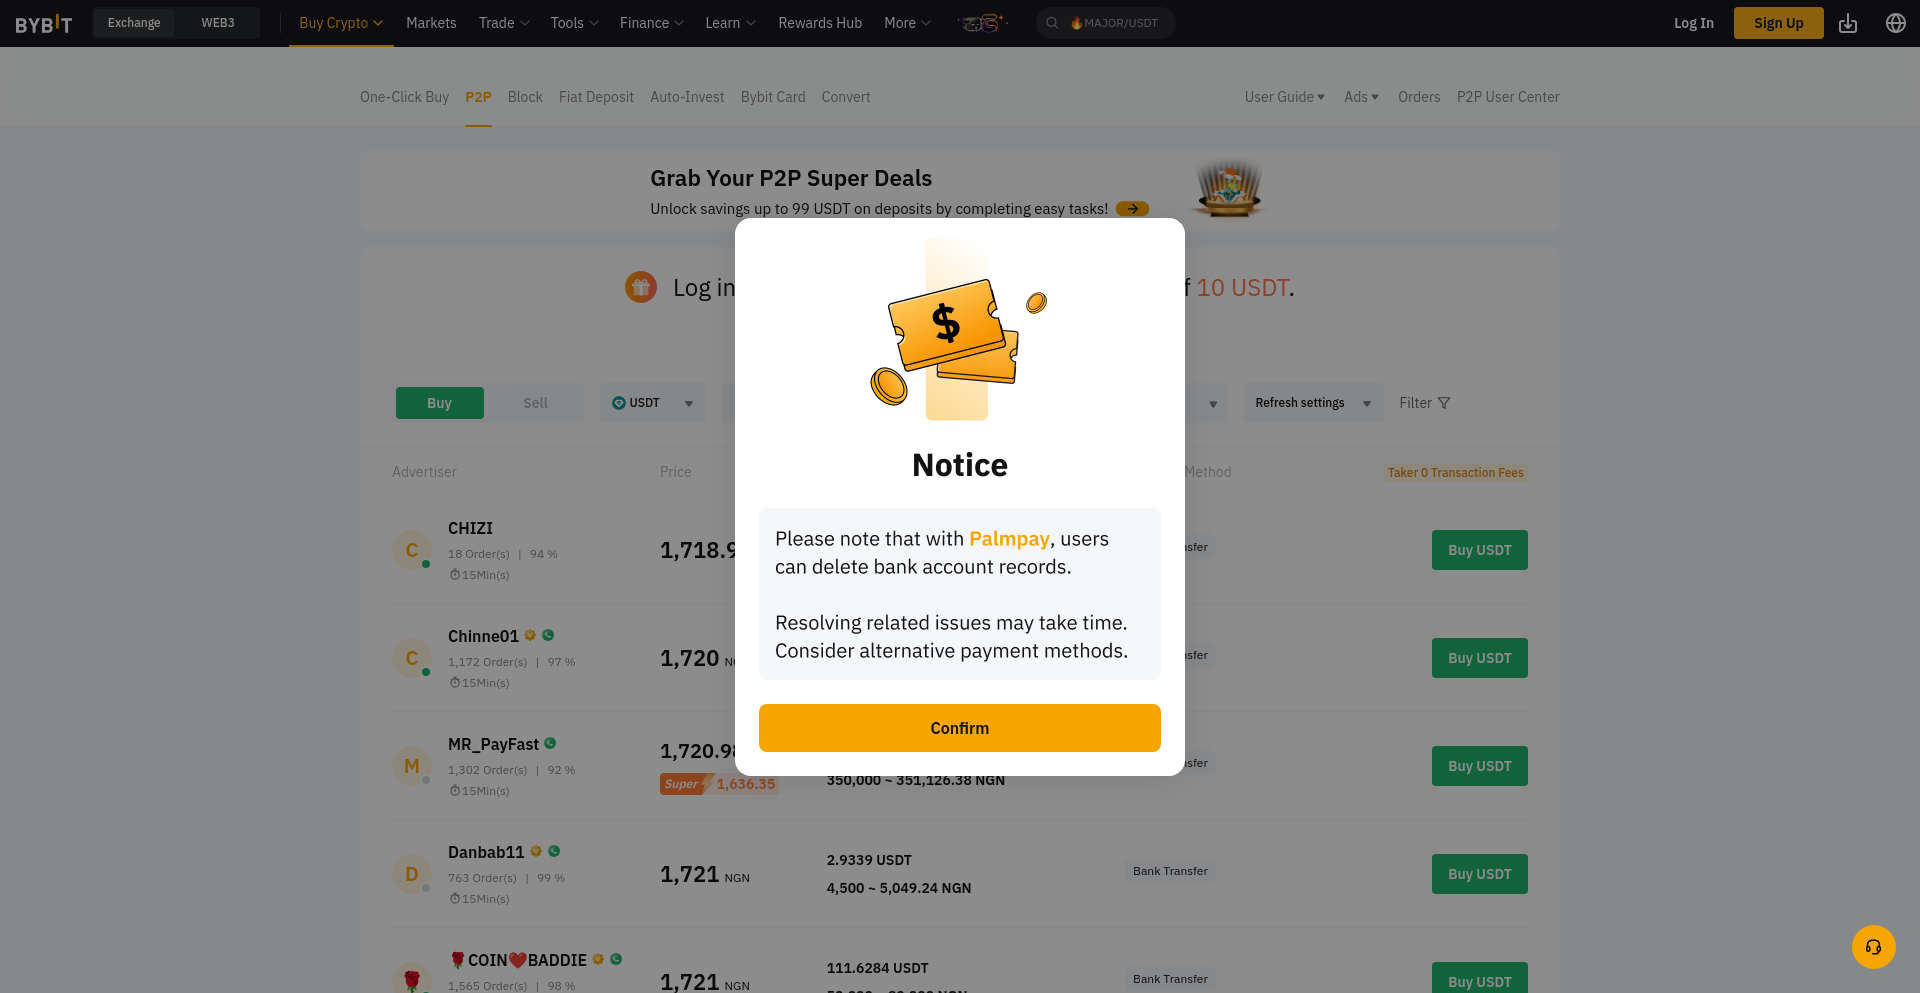 BYBIT
Exchange
WEB3
Buy Crypto
Markets
Trade
Tools
Finance
Learn
Rewards Hub
More
MAJOR/USDT
Log In
Sign Up
One-Click Buy
P2P
Block
Fiat Deposit
Auto-Invest
Bybit Card
Convert
User Guide
Ads
Orders
P2P User Center
Grab Your P2P Super Deals
Unlock savings up to 99 USDT on deposits by completing easy tasks!
Log in
10 USDT.
Buy
Sell
USDT
Refresh settings
Filter
Advertiser
Price
Method
Taker 0 Transaction Fees
C
CHIZI
18 Order(s) | 94 %
15Min(s)
1,718.9
Buy USDT
C
Chinne01
1,172 Order(s) | 97 %
15Min(s)
1,720
Buy USDT
M
MR_PayFast
1,302 Order(s) | 92 %
15Min(s)
1,720.98
Super 1,636.35
350,000 ~ 351,126.38 NGN
Buy USDT
D
Danbab11
763 Order(s) | 99 %
15Min(s)
1,721 NGN
2.9339 USDT
4,500 ~ 5,049.24 NGN
Bank Transfer
Buy USDT
🌹COIN❤️BADDIE
1,565 Order(s) | 98 %
1,721 NGN
111.6284 USDT
Bank Transfer
Buy USDT
$
Notice
Please note that with Palmpay, users
can delete bank account records.
Resolving related issues may take time.
Consider alternative payment methods.
Confirm